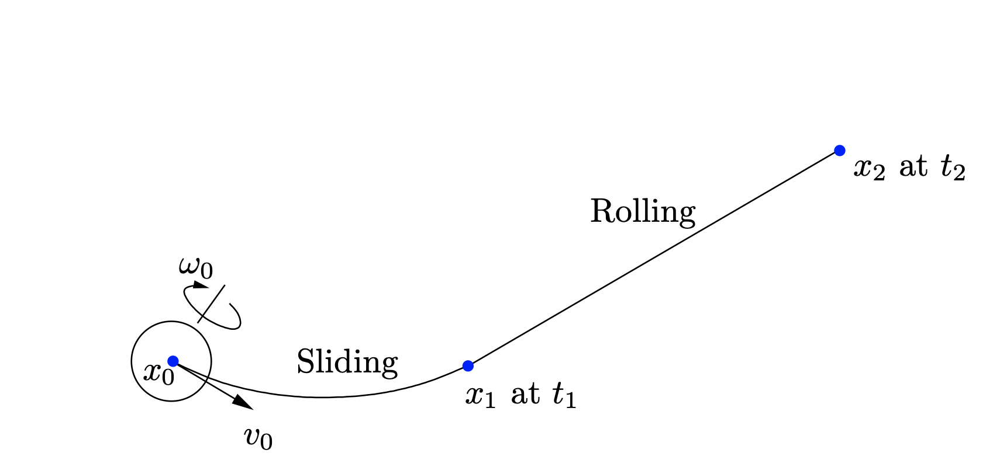 x₂ at t₂
Rolling
ω₀
Sliding
x₀
x₁ at t₁
v₀